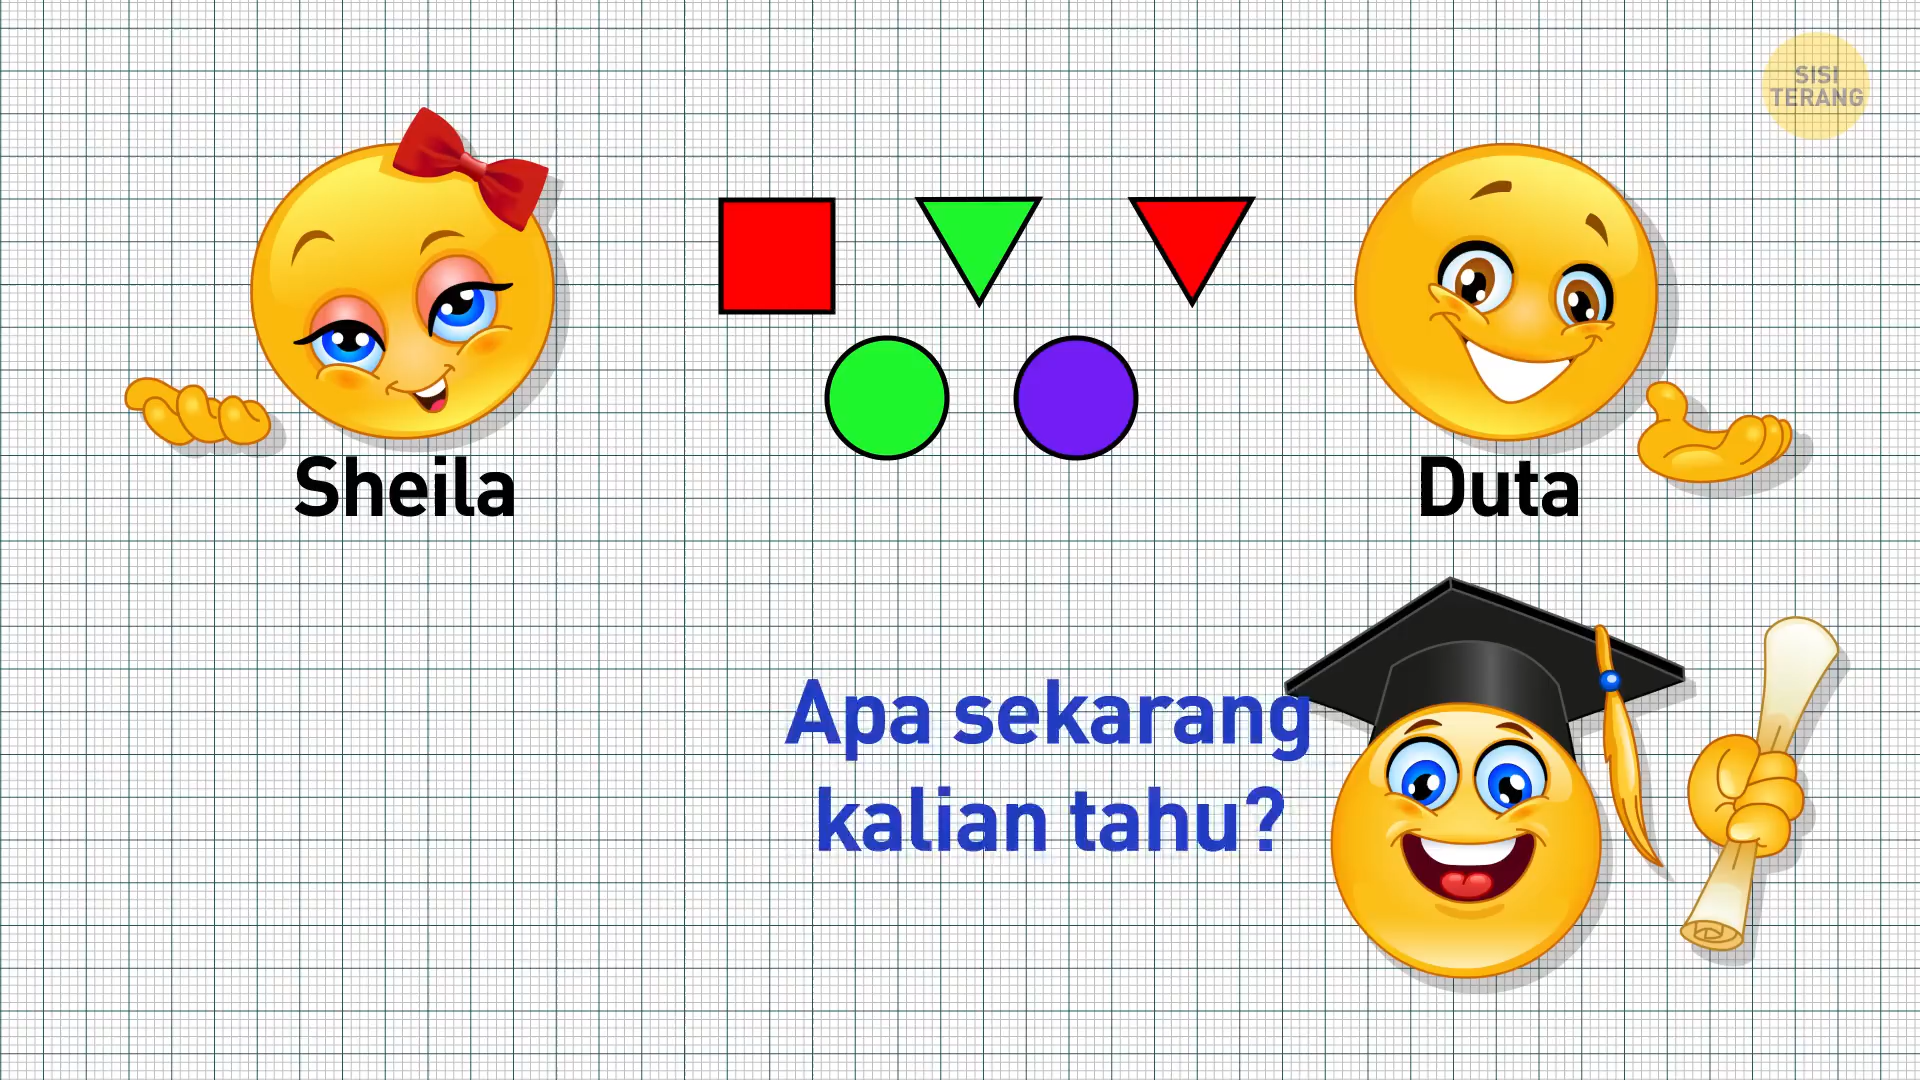 SISI
TERANG
Sheila
Duta
Apa sekarang
kalian tahu?